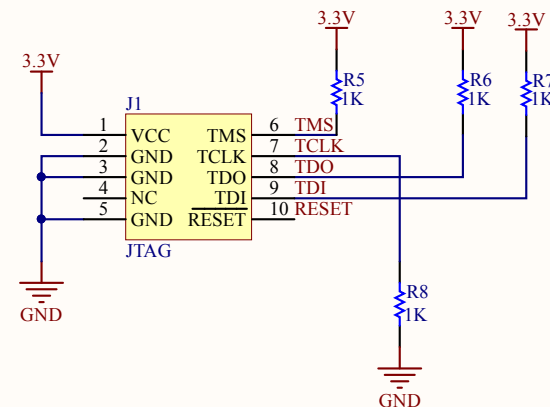 3.3V
3.3V
3.3V
3.3V
R5
1K
R6
1K
R7
1K
J1
1 VCC TMS 6 TMS
2 GND TCLK 7 TCLK
3 GND TDO 8 TDO
4 NC TDI 9 TDI
5 GND RESET 10 RESET
JTAG
R8
1K
GND
GND